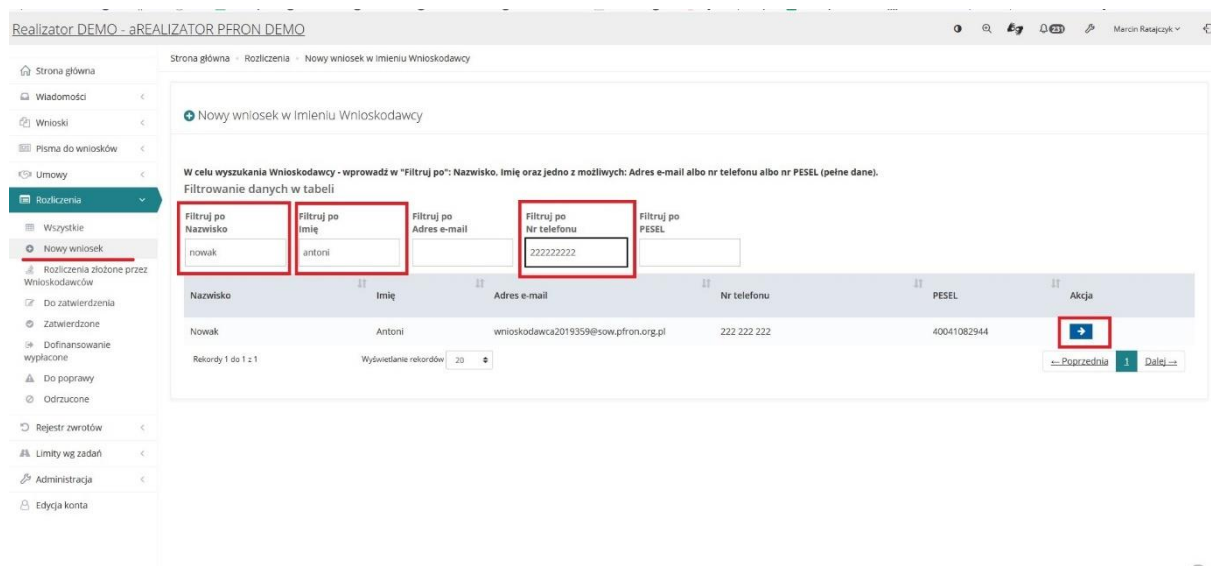 Realizator DEMO - aREALIZATOR PFRON DEMO
23
Marcin Ratajczyk
Strona główna
Wiadomości
Wnioski
Pisma do wniosków
Umowy
Rozliczenia
Wszystkie
Nowy wniosek
Rozliczenia złożone przez
Wnioskodawców
Do zatwierdzenia
Zatwierdzone
Dofinansowanie
wypłacone
Do poprawy
Odrzucone
Rejestr zwrotów
Limity wg zadań
Administracja
Edycja konta
Strona główna - Rozliczenia - Nowy wniosek w Imieniu Wnioskodawcy
Nowy wniosek w Imieniu Wnioskodawcy
W celu wyszukania Wnioskodawcy - wprowadź w "Filtruj po": Nazwisko, Imię oraz jedno z możliwych: Adres e-mail albo nr telefonu albo nr PESEL (pełne dane).
Filtrowanie danych w tabeli
Filtruj po Nazwisko
Filtruj po Imię
Filtruj po Adres e-mail
Filtruj po Nr telefonu
Filtruj po PESEL
nowak antoni 222222222
Nazwisko Imię Adres e-mail Nr telefonu PESEL Akcja
Nowak Antoni wnioskodawca2019359@sow.pfron.org.pl 222 222 222 40041082944
Rekordy 1 do 1 z 1 Wyświetlanie rekordów 20 ←Poprzednia 1 Dalej→